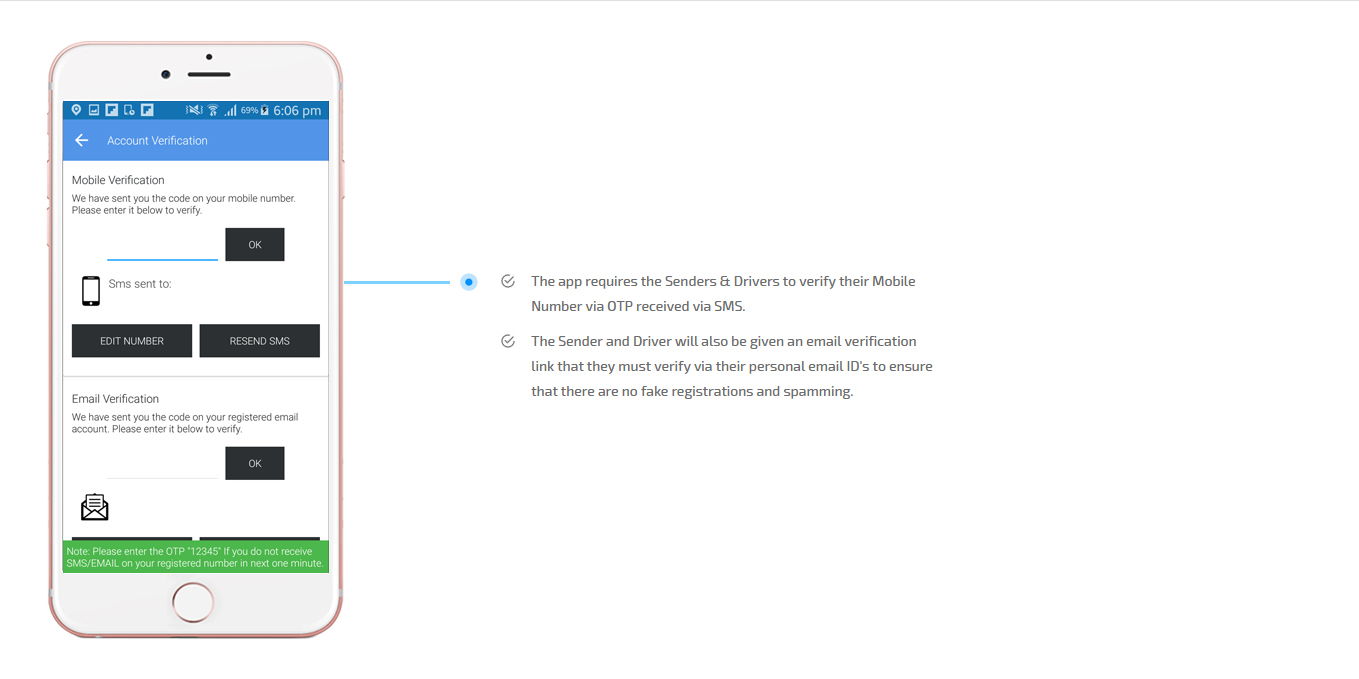 69% 6:06 pm
Account Verification
Mobile Verification
We have sent you the code on your mobile number.
Please enter it below to verify.
OK
Sms sent to:
EDIT NUMBER RESEND SMS
Email Verification
We have sent you the code on your registered email
account. Please enter it below to verify.
OK
Note: Please enter the OTP "12345" If you do not receive
SMS/EMAIL on your registered number in next one minute.
The app requires the Senders & Drivers to verify their Mobile
Number via OTP received via SMS.
The Sender and Driver will also be given an email verification
link that they must verify via their personal email ID's to ensure
that there are no fake registrations and spamming.